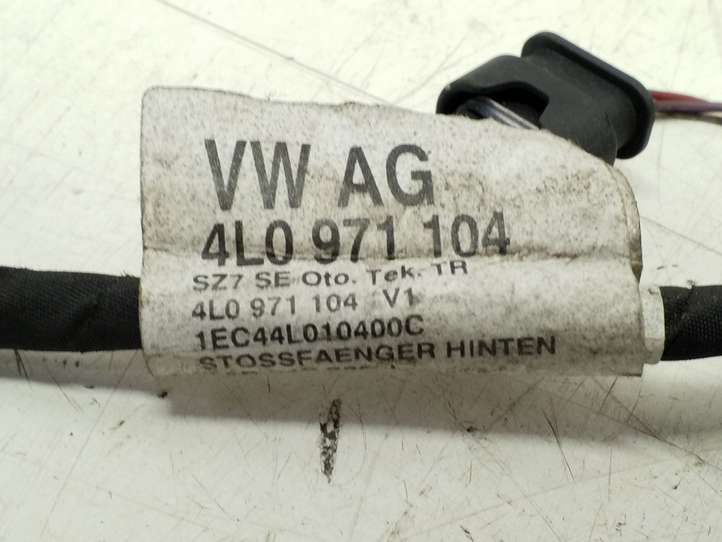 VW AG
4L0 971 104
SZ7 SE Oto. Tek. TR
4L0 971 104 V1
1EC44L010400C
STOSSFAENGER HINTEN